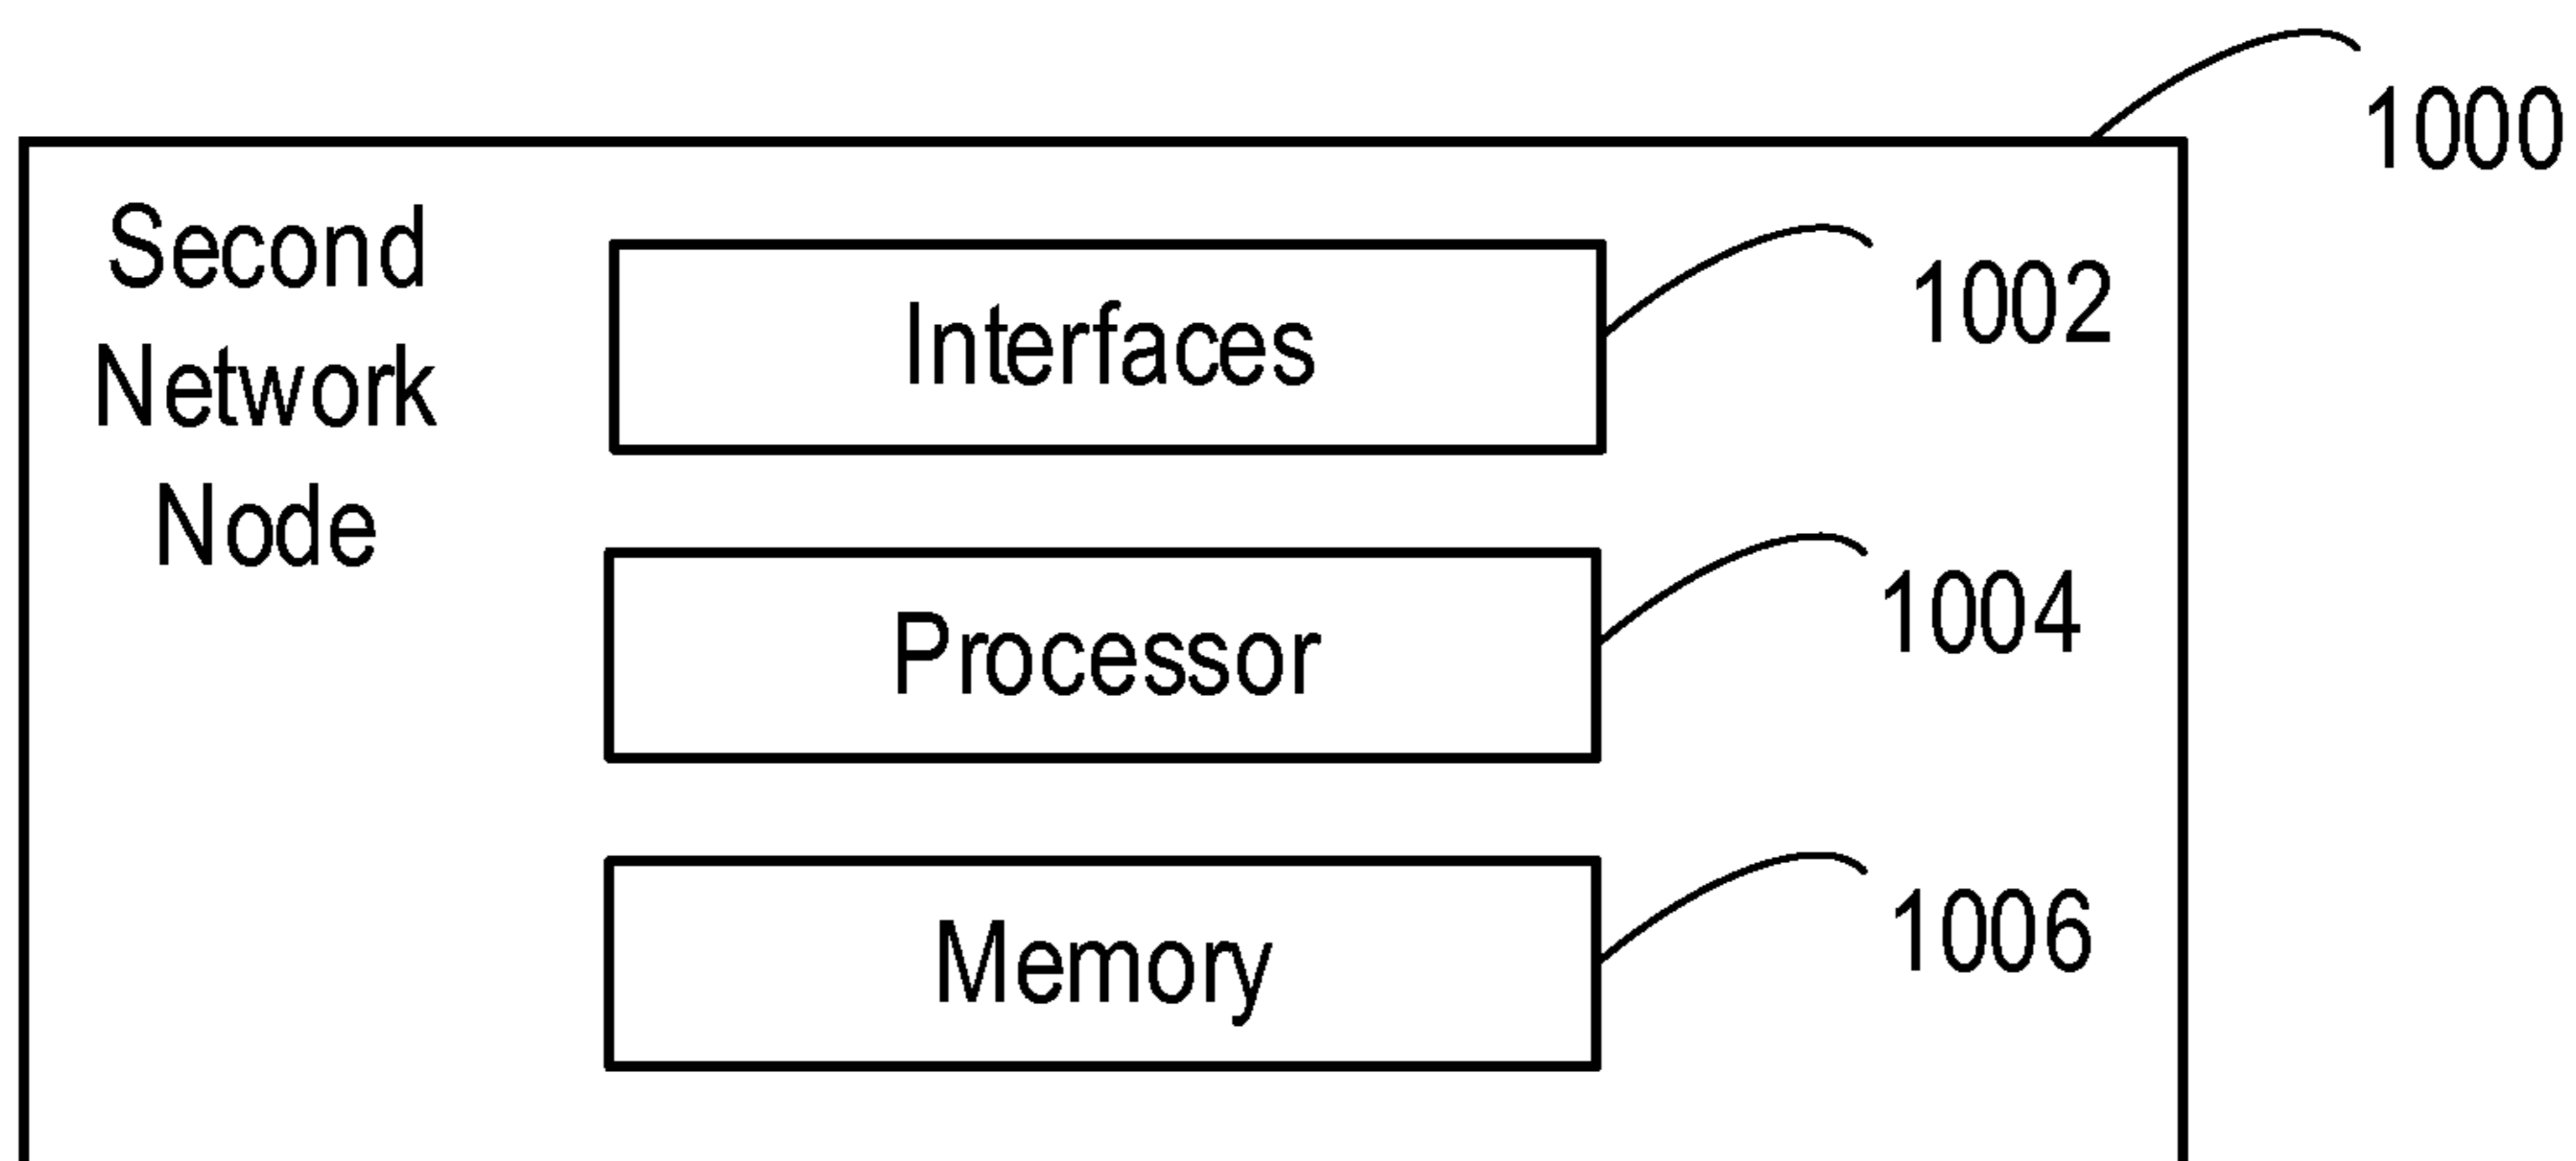 1000
Second
Network
Node
Interfaces
1002
Processor
1004
Memory
1006